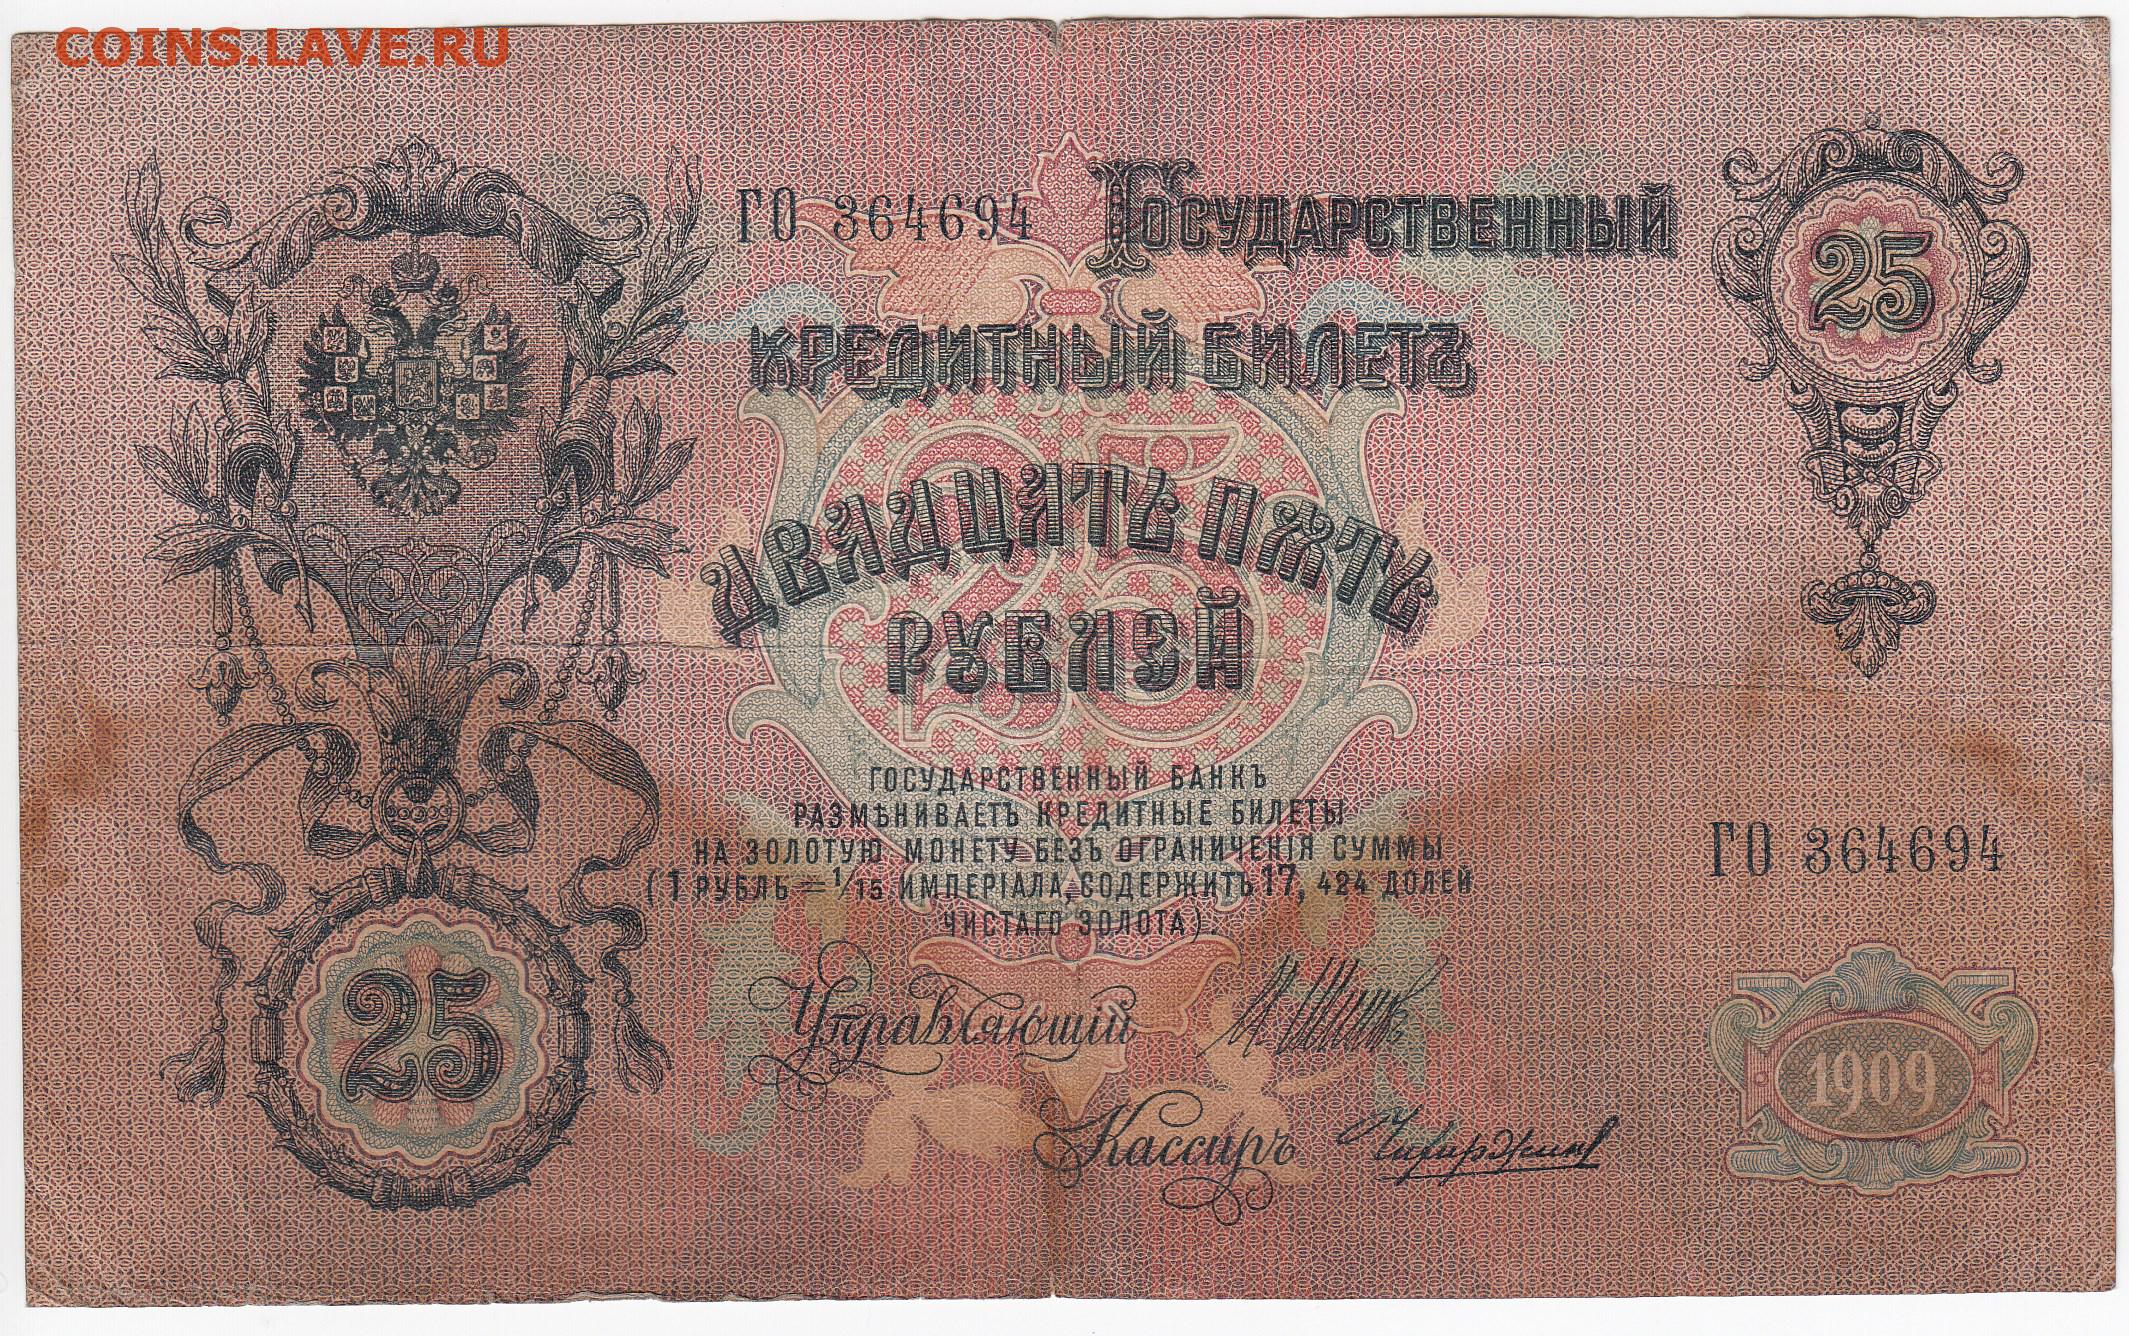 COINS.LAVE.RU
ГО 364694
Государственный
25
Кредитный Билетъ
25
Двадцать пять
рублей
Государственный Банкъ
размѣниваетъ кредитные билеты
на золотую монету безъ ограниченія суммы
(1 рубль = 1/15 имперіала, содержитъ 17, 424 долей
чистаго золота).
ГО 364694
25
Управляющій
1909
Кассиръ